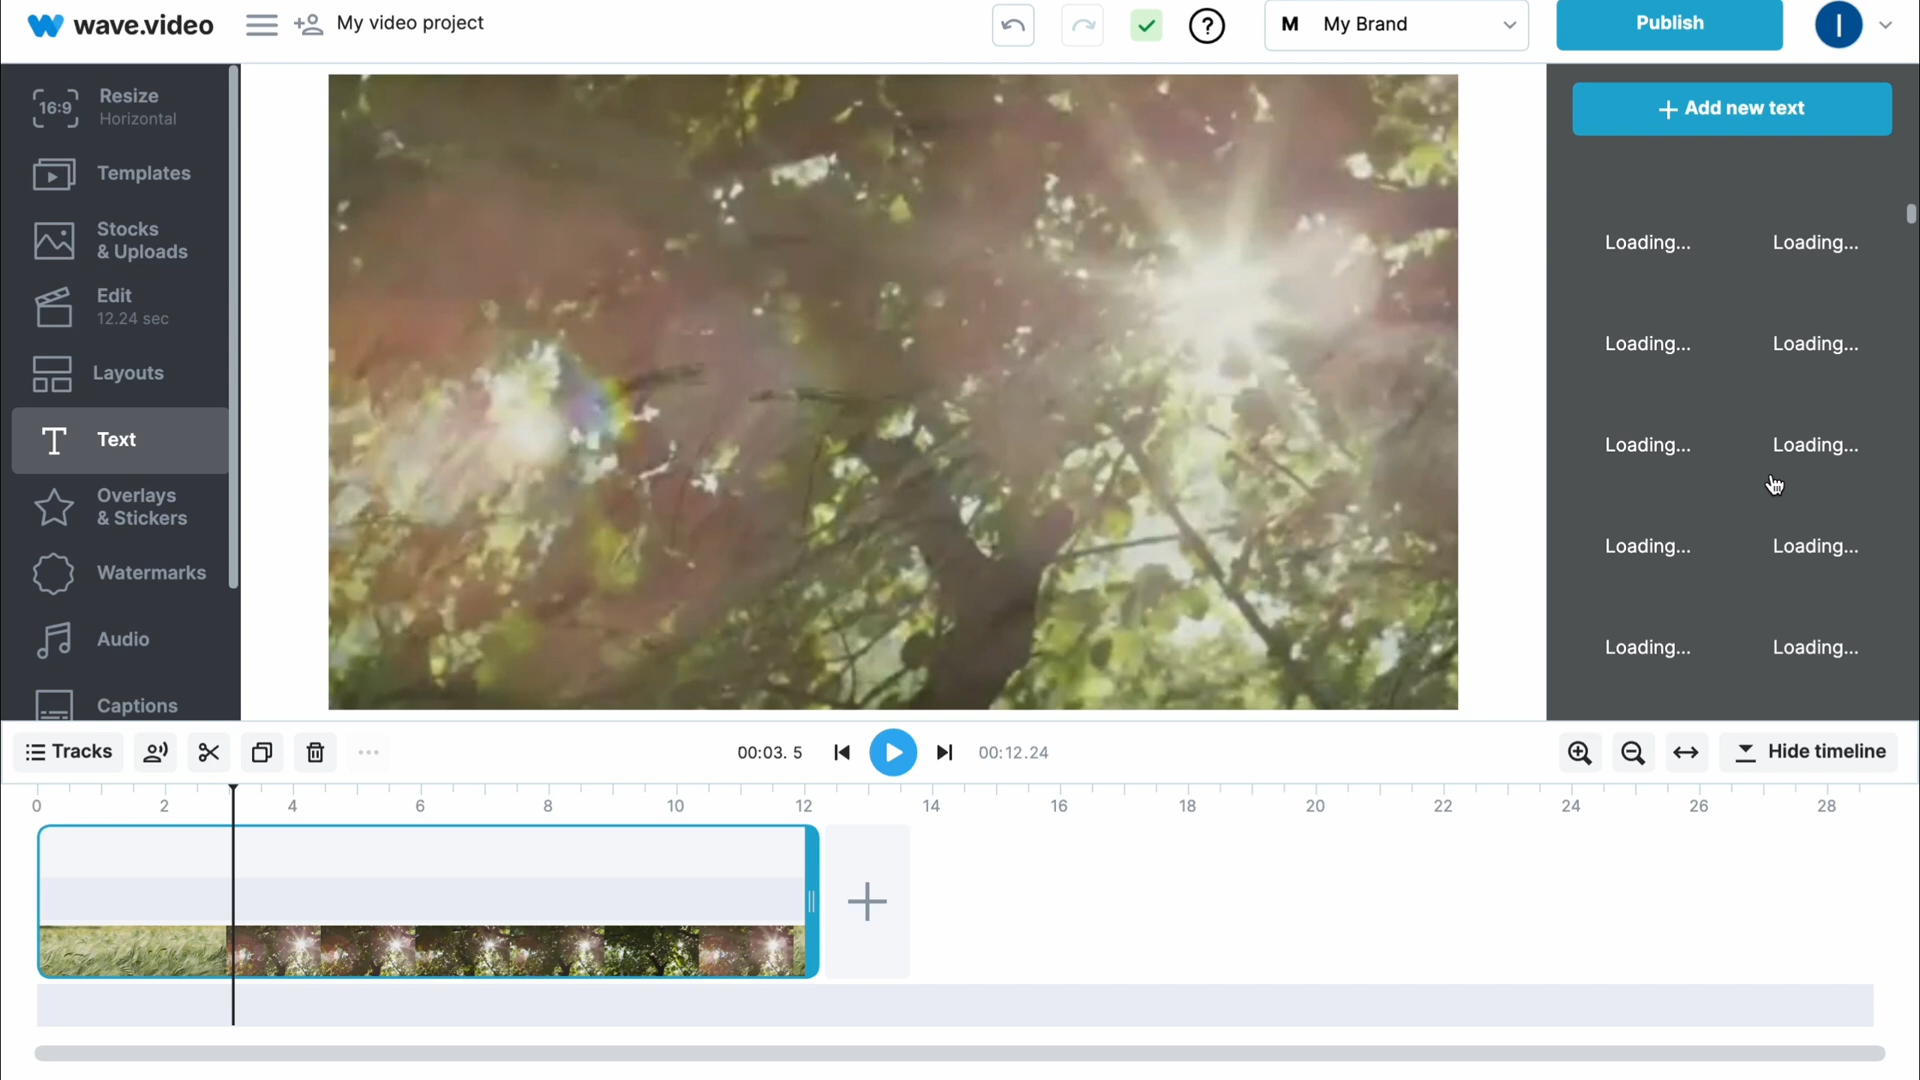 wave.video
My video project
?
M My Brand
Publish
I
16:9
Resize
Horizontal
Templates
Stocks
& Uploads
Edit
12.24 sec
Layouts
T Text
Overlays
& Stickers
Watermarks
Audio
Captions
+ Add new text
Loading... Loading...
Loading... Loading...
Loading... Loading...
Loading... Loading...
Loading... Loading...
Tracks
00:03. 5
00:12.24
Hide timeline
0 2 4 6 8 10 12 14 16 18 20 22 24 26 28